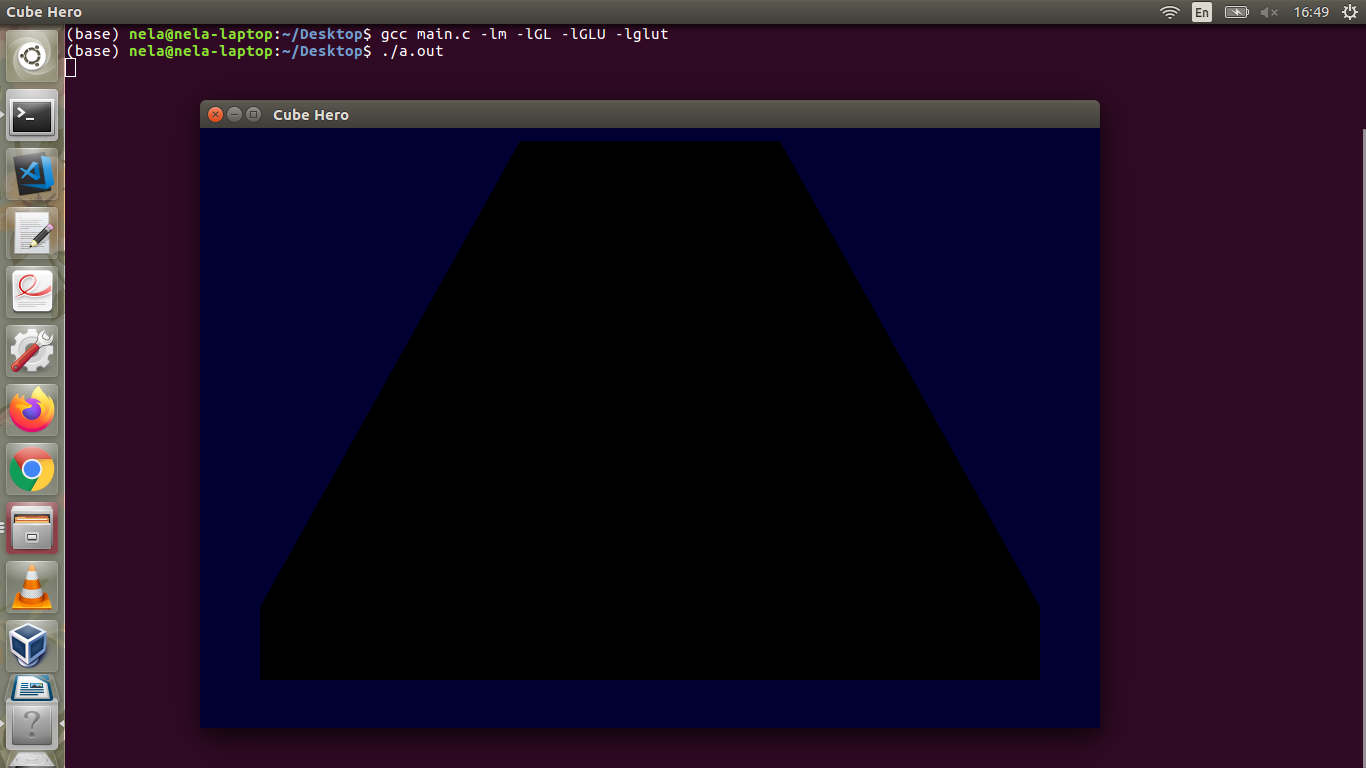 Cube Hero
En
16:49
(base) nela@nela-laptop:~/Desktop$ gcc main.c -lm -lGL -lGLU -lglut
(base) nela@nela-laptop:~/Desktop$ ./a.out
Cube Hero